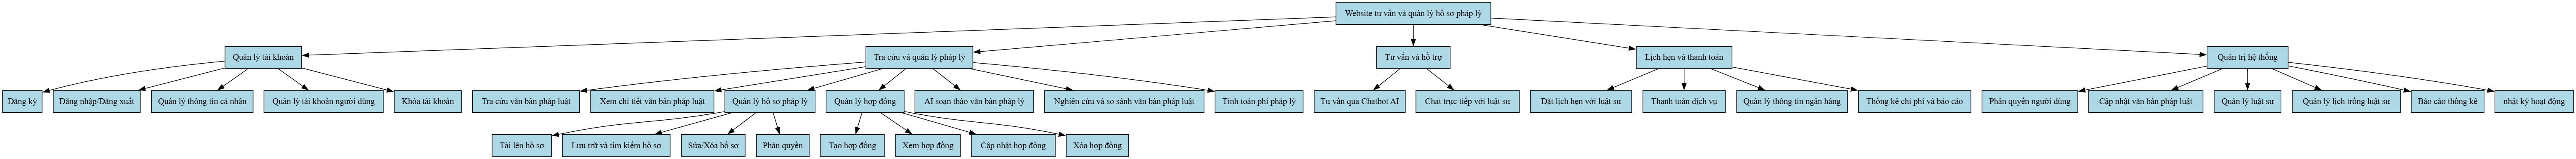 Website tư vấn và quản lý hồ sơ pháp lý
Quản lý tài khoản
Tra cứu và quản lý pháp lý
Tư vấn và hỗ trợ
Lịch hẹn và thanh toán
Quản trị hệ thống
Đăng ký
Đăng nhập/Đăng xuất
Quản lý thông tin cá nhân
Quản lý tài khoản người dùng
Khóa tài khoản
Tra cứu văn bản pháp luật
Xem chi tiết văn bản pháp luật
Quản lý hồ sơ pháp lý
Quản lý hợp đồng
AI soạn thảo văn bản pháp lý
Nghiên cứu và so sánh văn bản pháp luật
Tính toán phí pháp lý
Tư vấn qua Chatbot AI
Chat trực tiếp với luật sư
Đặt lịch hẹn với luật sư
Thanh toán dịch vụ
Quản lý thông tin ngân hàng
Thống kê chi phí và báo cáo
Phân quyền người dùng
Cập nhật văn bản pháp luật
Quản lý luật sư
Quản lý lịch trống luật sư
Báo cáo thống kê
nhật ký hoạt động
Tải lên hồ sơ
Lưu trữ và tìm kiếm hồ sơ
Sửa/Xóa hồ sơ
Phân quyền
Tạo hợp đồng
Xem hợp đồng
Cập nhật hợp đồng
Xóa hợp đồng